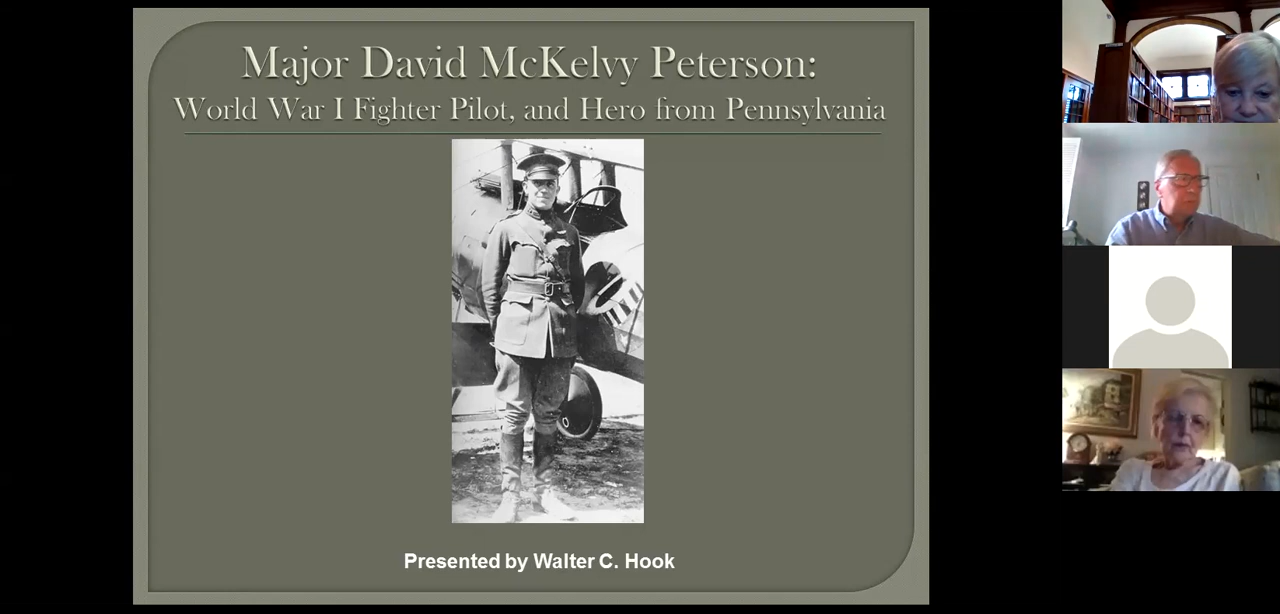 Major David McKelvy Peterson:
World War I Fighter Pilot, and Hero from Pennsylvania
Presented by Walter C. Hook